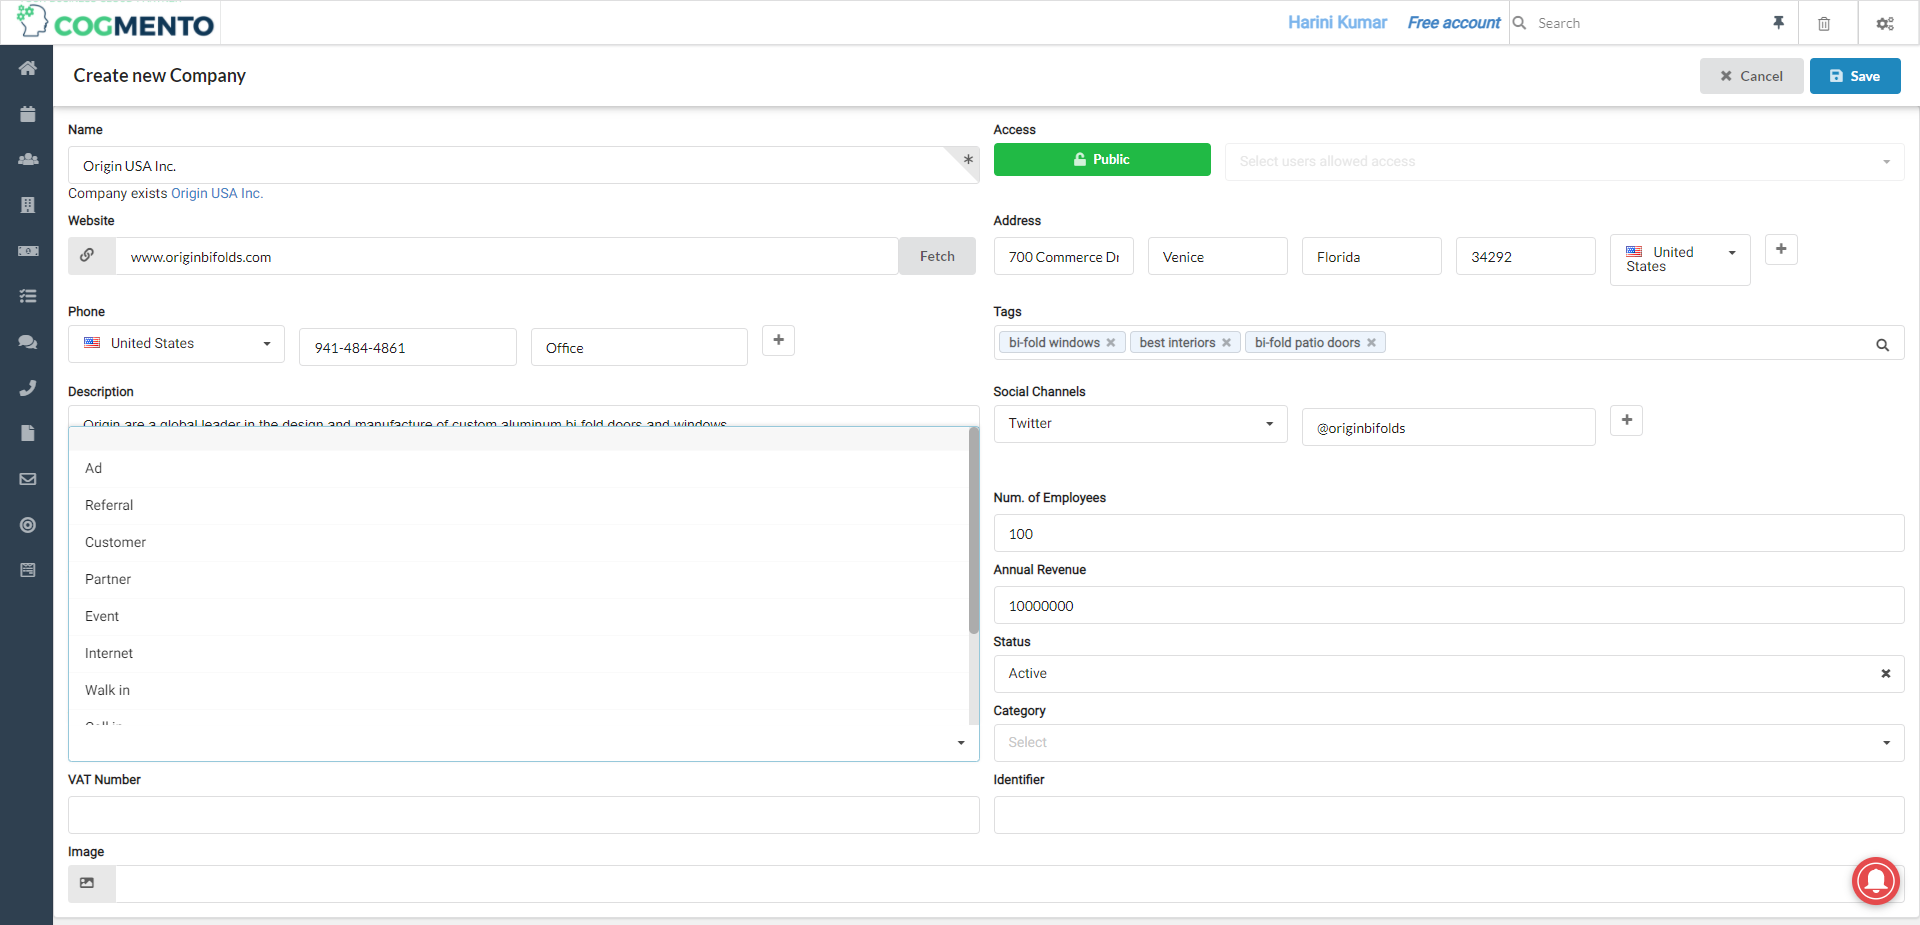 COGMENTO
Harini Kumar Free account Search
Create new Company
Cancel Save
Name
Origin USA Inc. *
Company exists Origin USA Inc.
Access
Public Select users allowed access
Website
www.originbifolds.com Fetch
Address
700 Commerce Dr Venice Florida 34292 United States
Phone
United States 941-484-4861 Office
Tags
bi-fold windows best interiors bi-fold patio doors
Description
Origin are a global leader in the design and manufacture of custom aluminum bi-fold doors and windows
Social Channels
Twitter @originbifolds
Ad
Referral
Customer
Partner
Event
Internet
Walk in
Call in
Num. of Employees
100
Annual Revenue
10000000
Status
Active
Category
Select
VAT Number
Identifier
Image